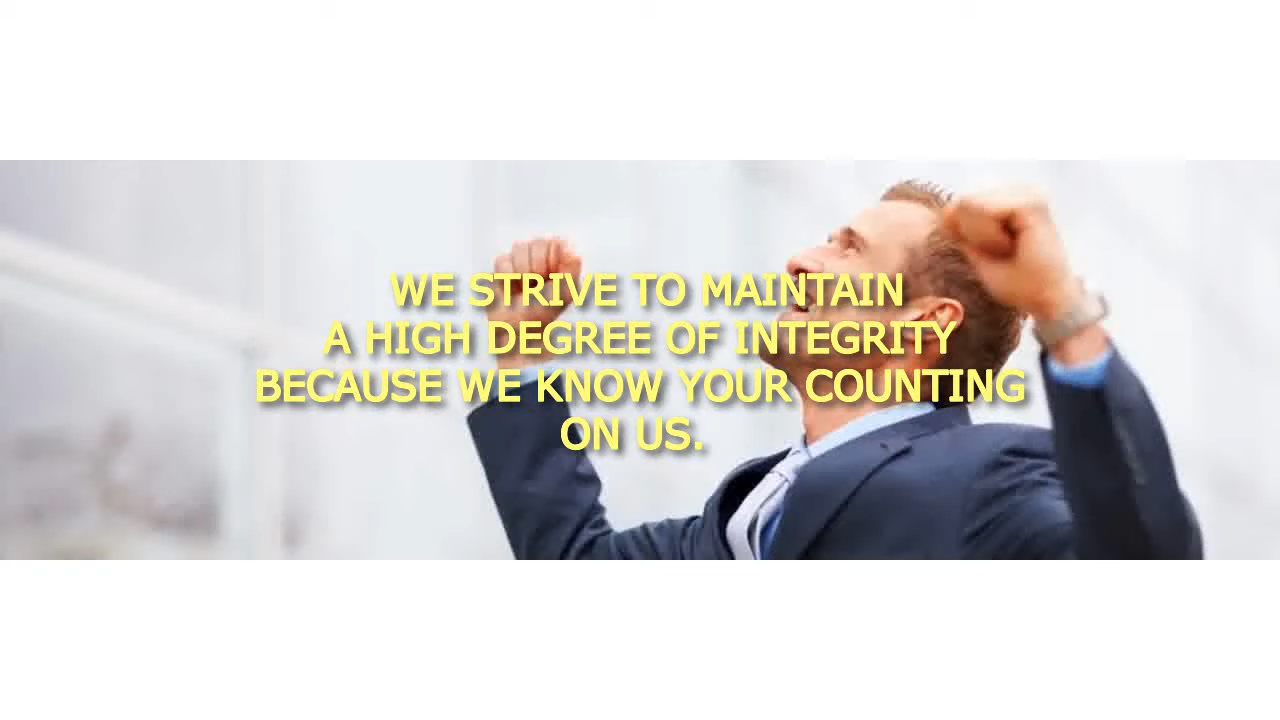 WE STRIVE TO MAINTAIN
A HIGH DEGREE OF INTEGRITY
BECAUSE WE KNOW YOUR COUNTING
ON US.